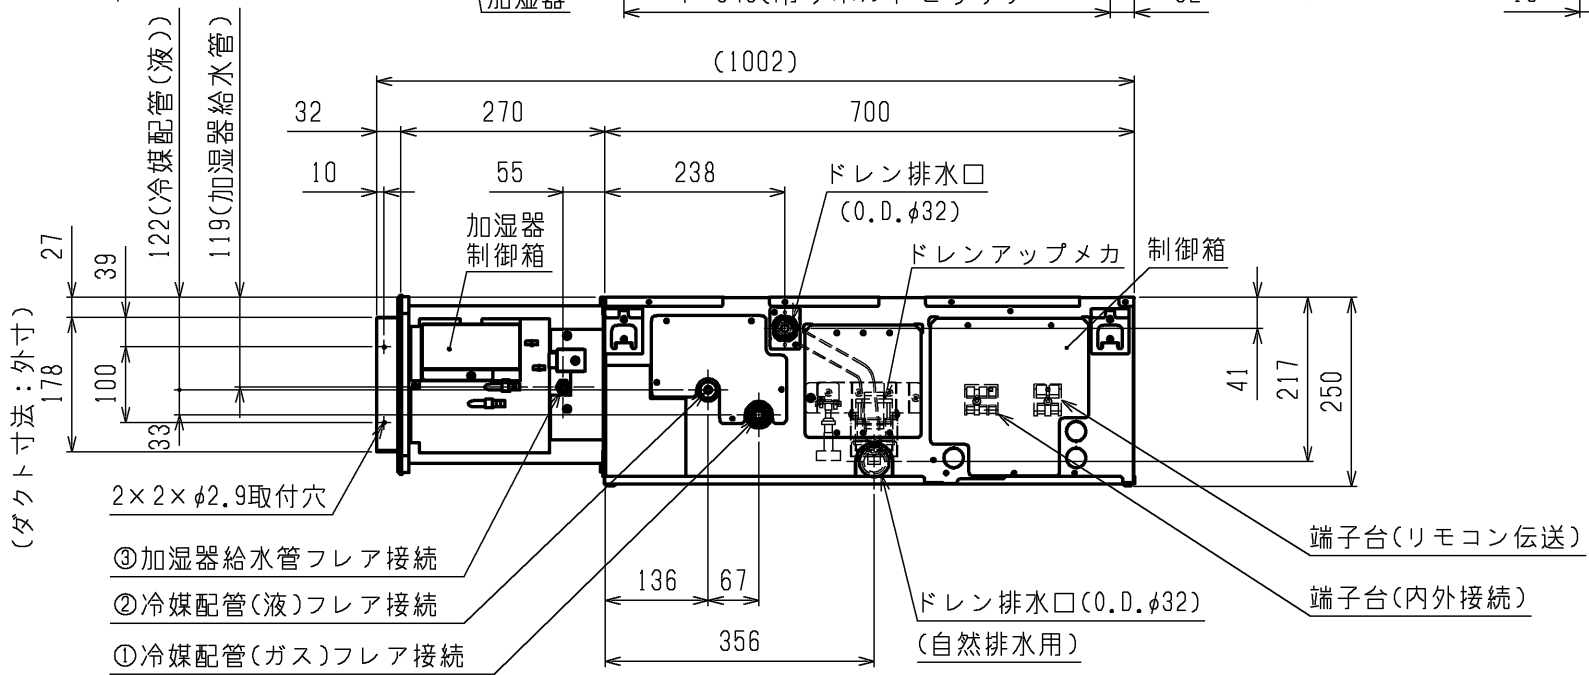 加湿器
(1002)
32
270
700
10
55
238
ドレン排水口
(O.D.φ32)
122(冷媒配管(液))
119(加湿器給水管)
加湿器
制御箱
ドレンアップメカ
制御箱
27
39
(ダクト寸法:外寸)
178
100
33
41
217
250
2×2×φ2.9取付穴
③加湿器給水管フレア接続
②冷媒配管(液)フレア接続
①冷媒配管(ガス)フレア接続
136
67
356
ドレン排水口(O.D.φ32)
(自然排水用)
端子台(リモコン伝送)
端子台(内外接続)